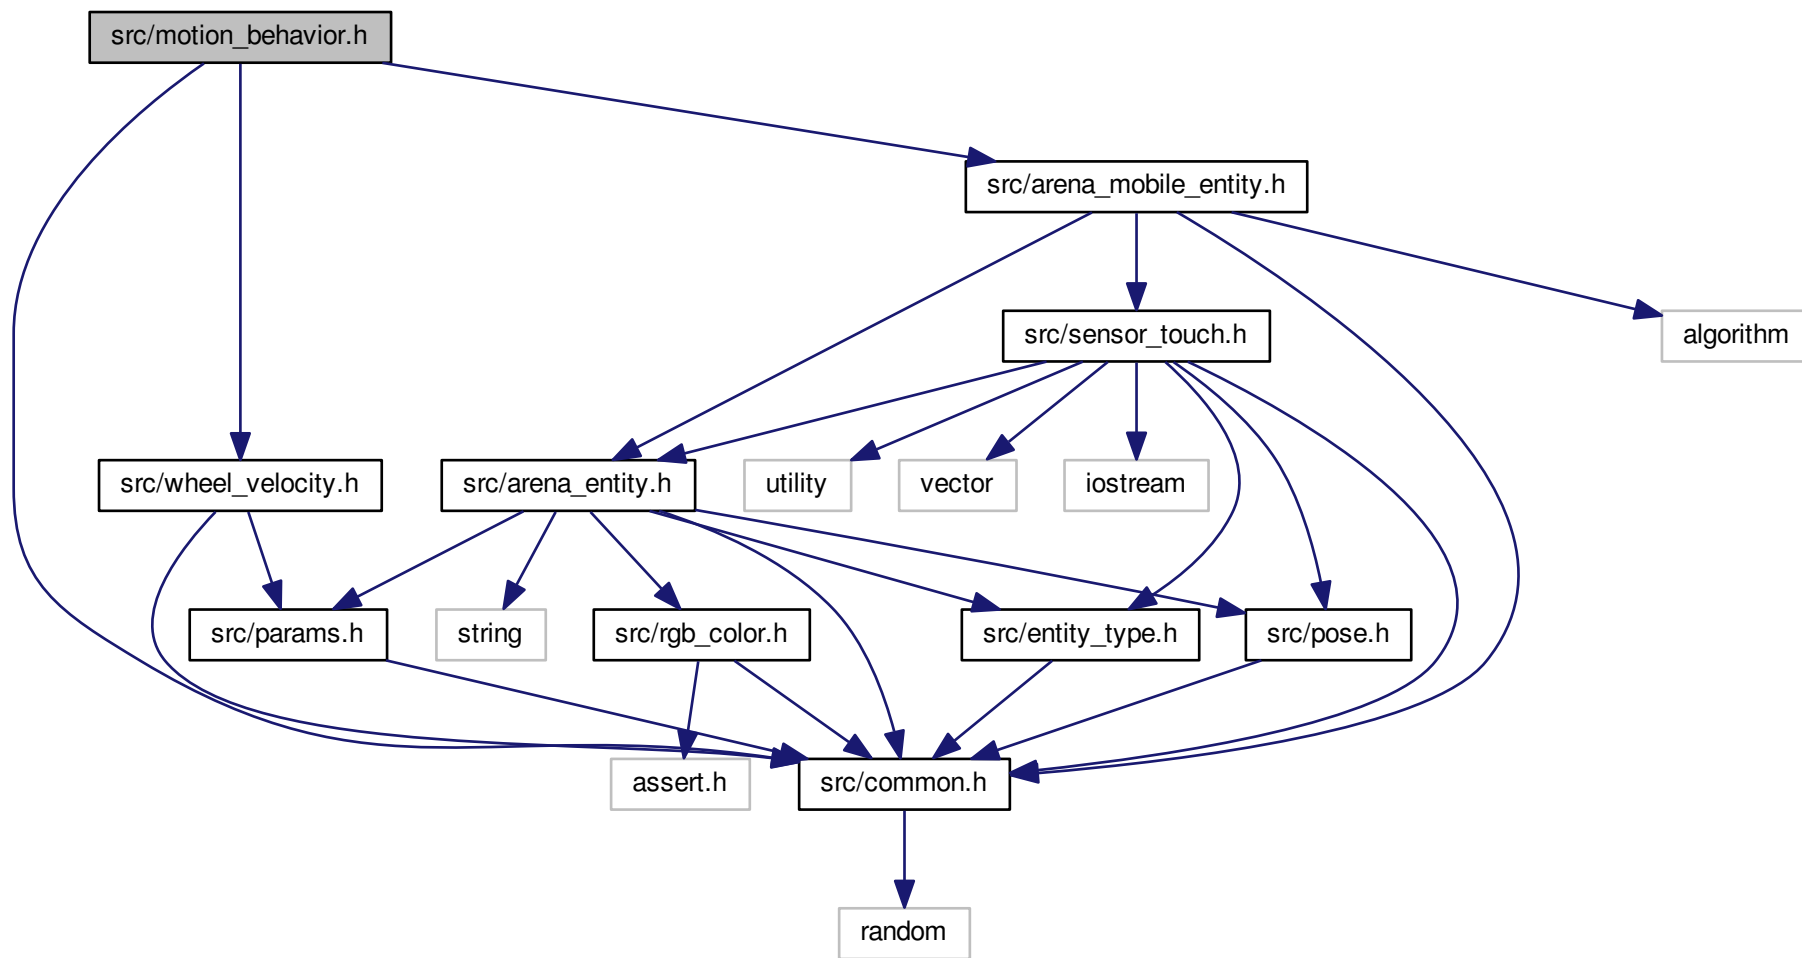 src/motion_behavior.h
src/arena_mobile_entity.h
src/sensor_touch.h
algorithm
src/wheel_velocity.h
src/arena_entity.h
utility
vector
iostream
src/params.h
string
src/rgb_color.h
src/entity_type.h
src/pose.h
assert.h
src/common.h
random